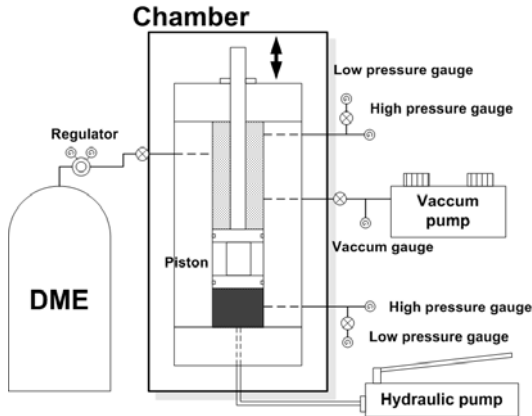 Chamber
Low pressure gauge
High pressure gauge
Regulator
Vaccum
pump
Vaccum gauge
Piston
DME
High pressure gauge
Low pressure gauge
Hydraulic pump